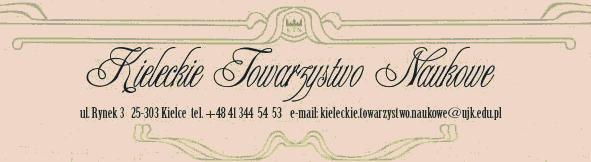 KTN
Kieleckie Towarzystwo Naukowe
ul. Rynek 3 25-303 Kielce tel. +48 41 344 54 53 e-mail: kieleckie.towarzystwo.naukowe@ujk.edu.pl